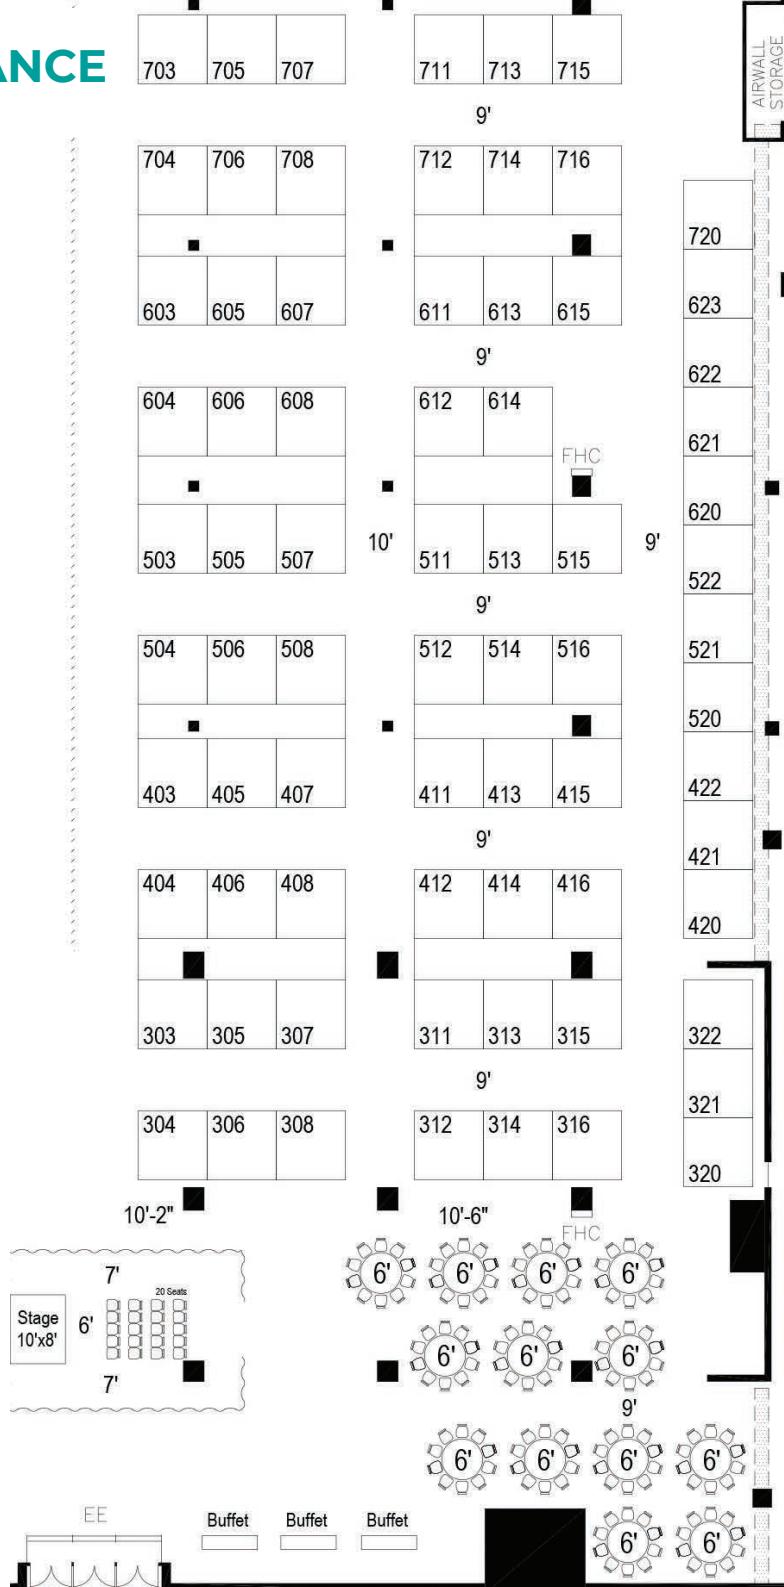 ANCE
AIRWALL
STORAGE
703 705 707 711 713 715
9'
704 706 708 712 714 716
720
603 605 607 611 613 615
623
9'
622
604 606 608 612 614
621
FHC
620
10' 9'
503 505 507 511 513 515
522
9'
504 506 508 512 514 516
521
520
403 405 407 411 413 415
422
9'
421
404 406 408 412 414 416
420
303 305 307 311 313 315 322
9'
321
304 306 308 312 314 316
320
10'-2" 10'-6"
FHC
7'
6' 6' 6' 6'
20 Seats
Stage
10'x8'
6'
6' 6' 6'
7'
9'
6' 6' 6' 6'
EE
Buffet Buffet Buffet
6' 6'